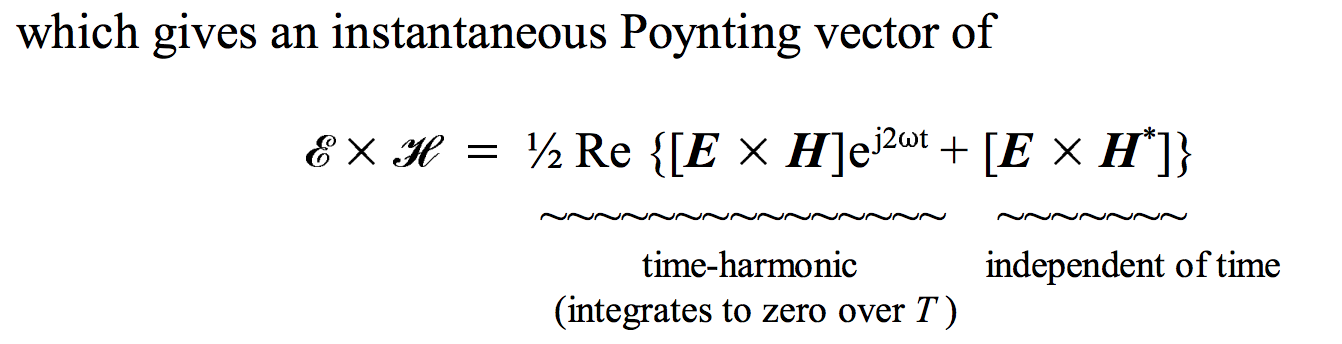 which gives an instantaneous Poynting vector of
ℰ × ℋ = ½ Re {[E × H]e^{j2ωt} + [E × H*]}
~~~~~~~~~~~~~~~ ~~~~~~~
time-harmonic independent of time
(integrates to zero over T)